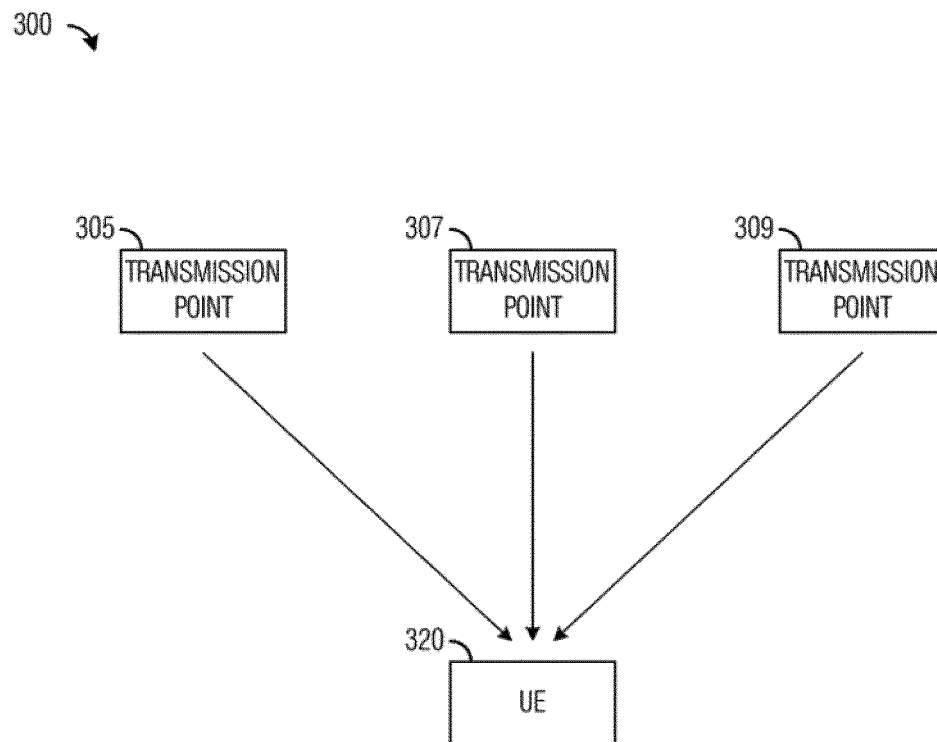 300
305
307
309
TRANSMISSION
POINT
TRANSMISSION
POINT
TRANSMISSION
POINT
320
UE